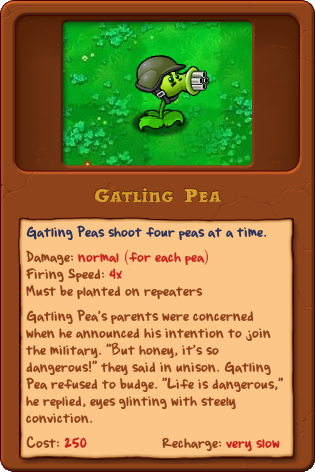 Gatling Pea
Gatling Peas shoot four peas at a time.
Damage: normal (for each pea)
Firing Speed: 4x
Must be planted on repeaters
Gatling Pea's parents were concerned
when he announced his intention to join
the military. "But honey, it's so
dangerous!" they said in unison. Gatling
Pea refused to budge. "Life is dangerous,"
he replied, eyes glinting with steely
conviction.
Cost: 250 Recharge: very slow